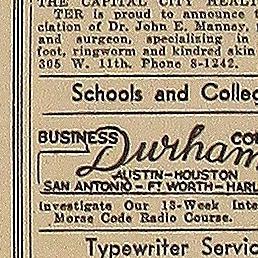 THE CAPITAL CITY HEAL
TER is proud to announce t
ciation of Dr. John E. Manney,
and surgeon, specializing in
foot, ringworm and kindred skin
305 W. 11th. Phone 8-1242.
Schools and Colleg
BUSINESS Durham CO
AUSTIN–HOUSTON
SAN ANTONIO – FT WORTH – HARL
Investigate Our 18-Week Inte
Morse Code Radio Course.
Typewriter Servic